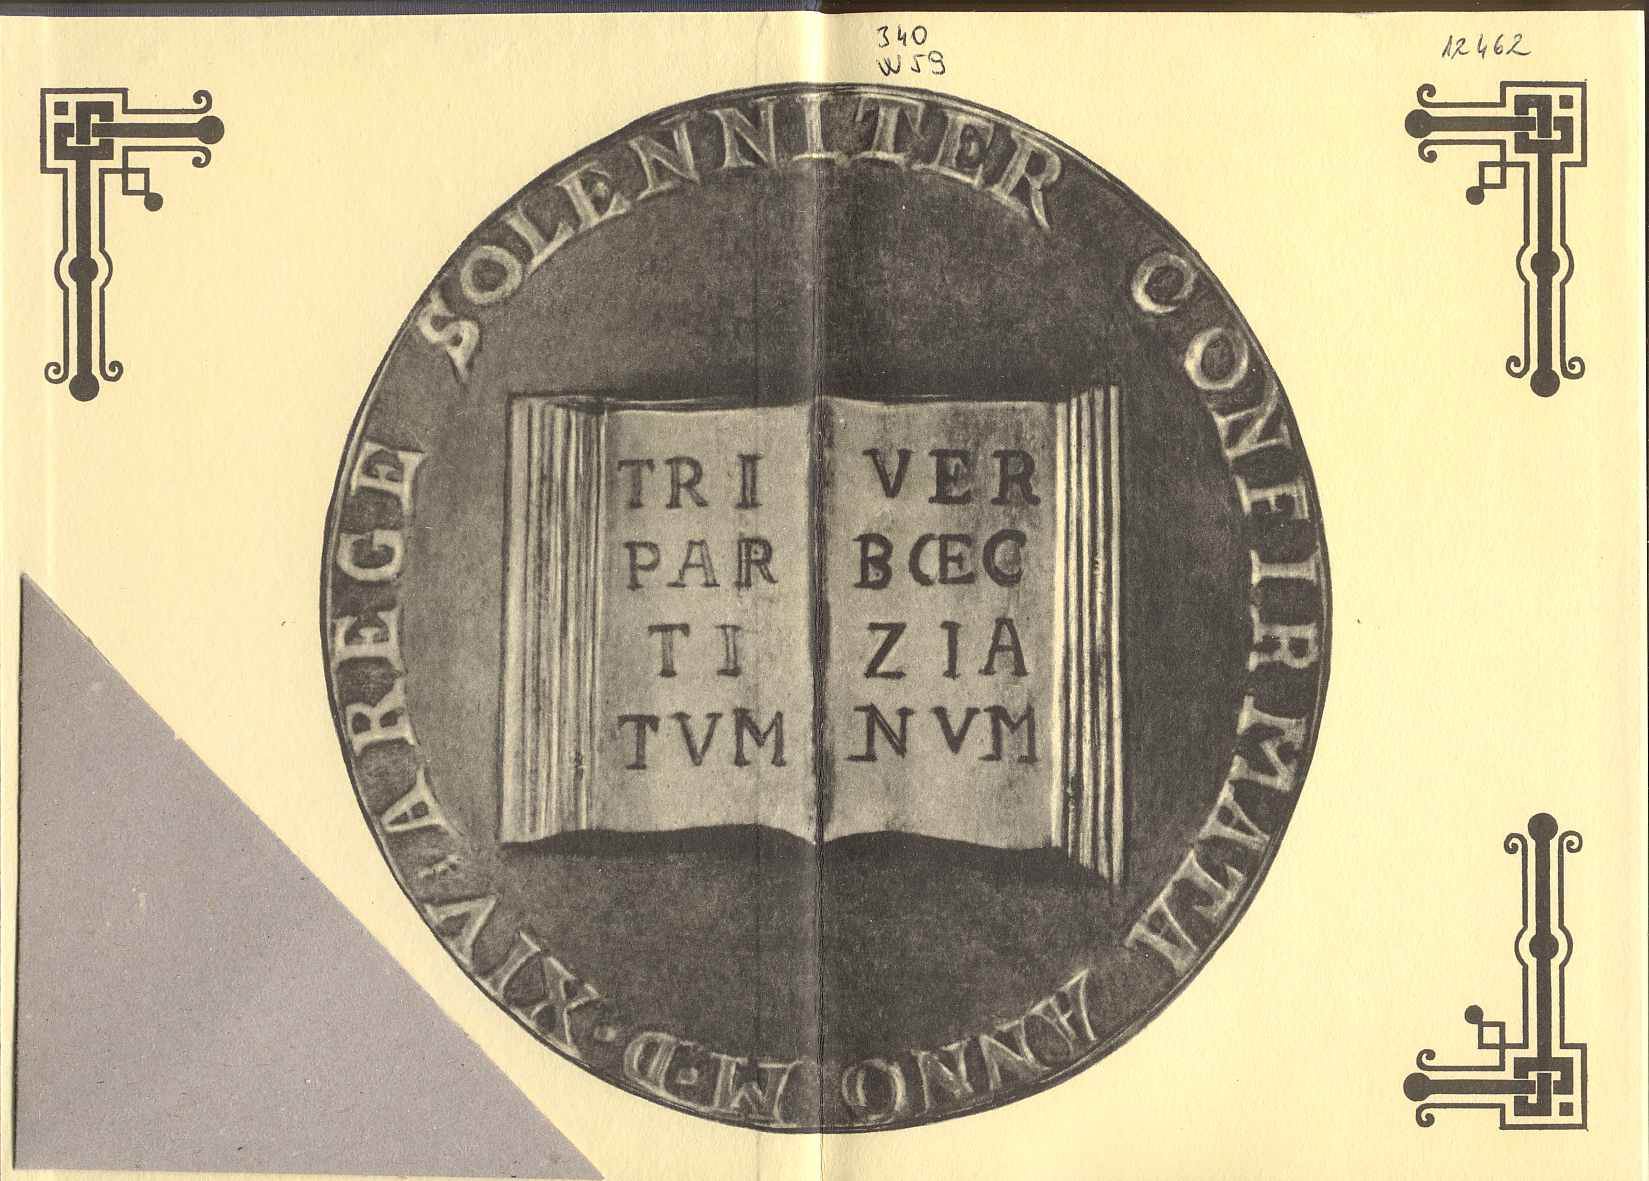 340
W59
12462
A REGE SOLENNITER CONFIRMATA ANNO M·D·XIV·
TRI
PAR
TI
TVM
VER
BŒC
ZIA
NVM